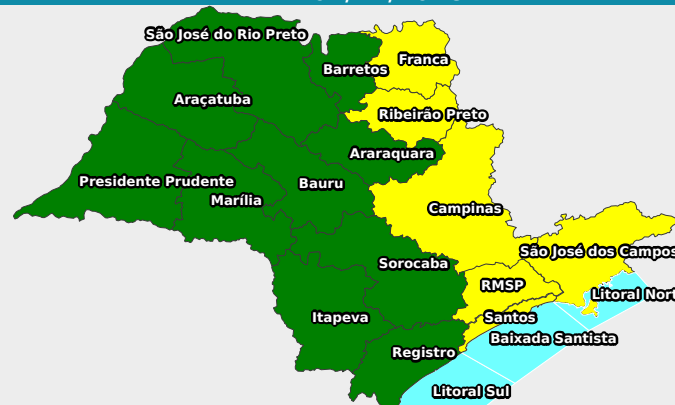 São José do Rio Preto
Franca
Barretos
Araçatuba
Ribeirão Preto
Araraquara
Presidente Prudente
Bauru
Marília
Campinas
São José dos Campos
Sorocaba
RMSP
Litoral Nort
Itapeva
Santos
Baixada Santista
Registro
Litoral Sul